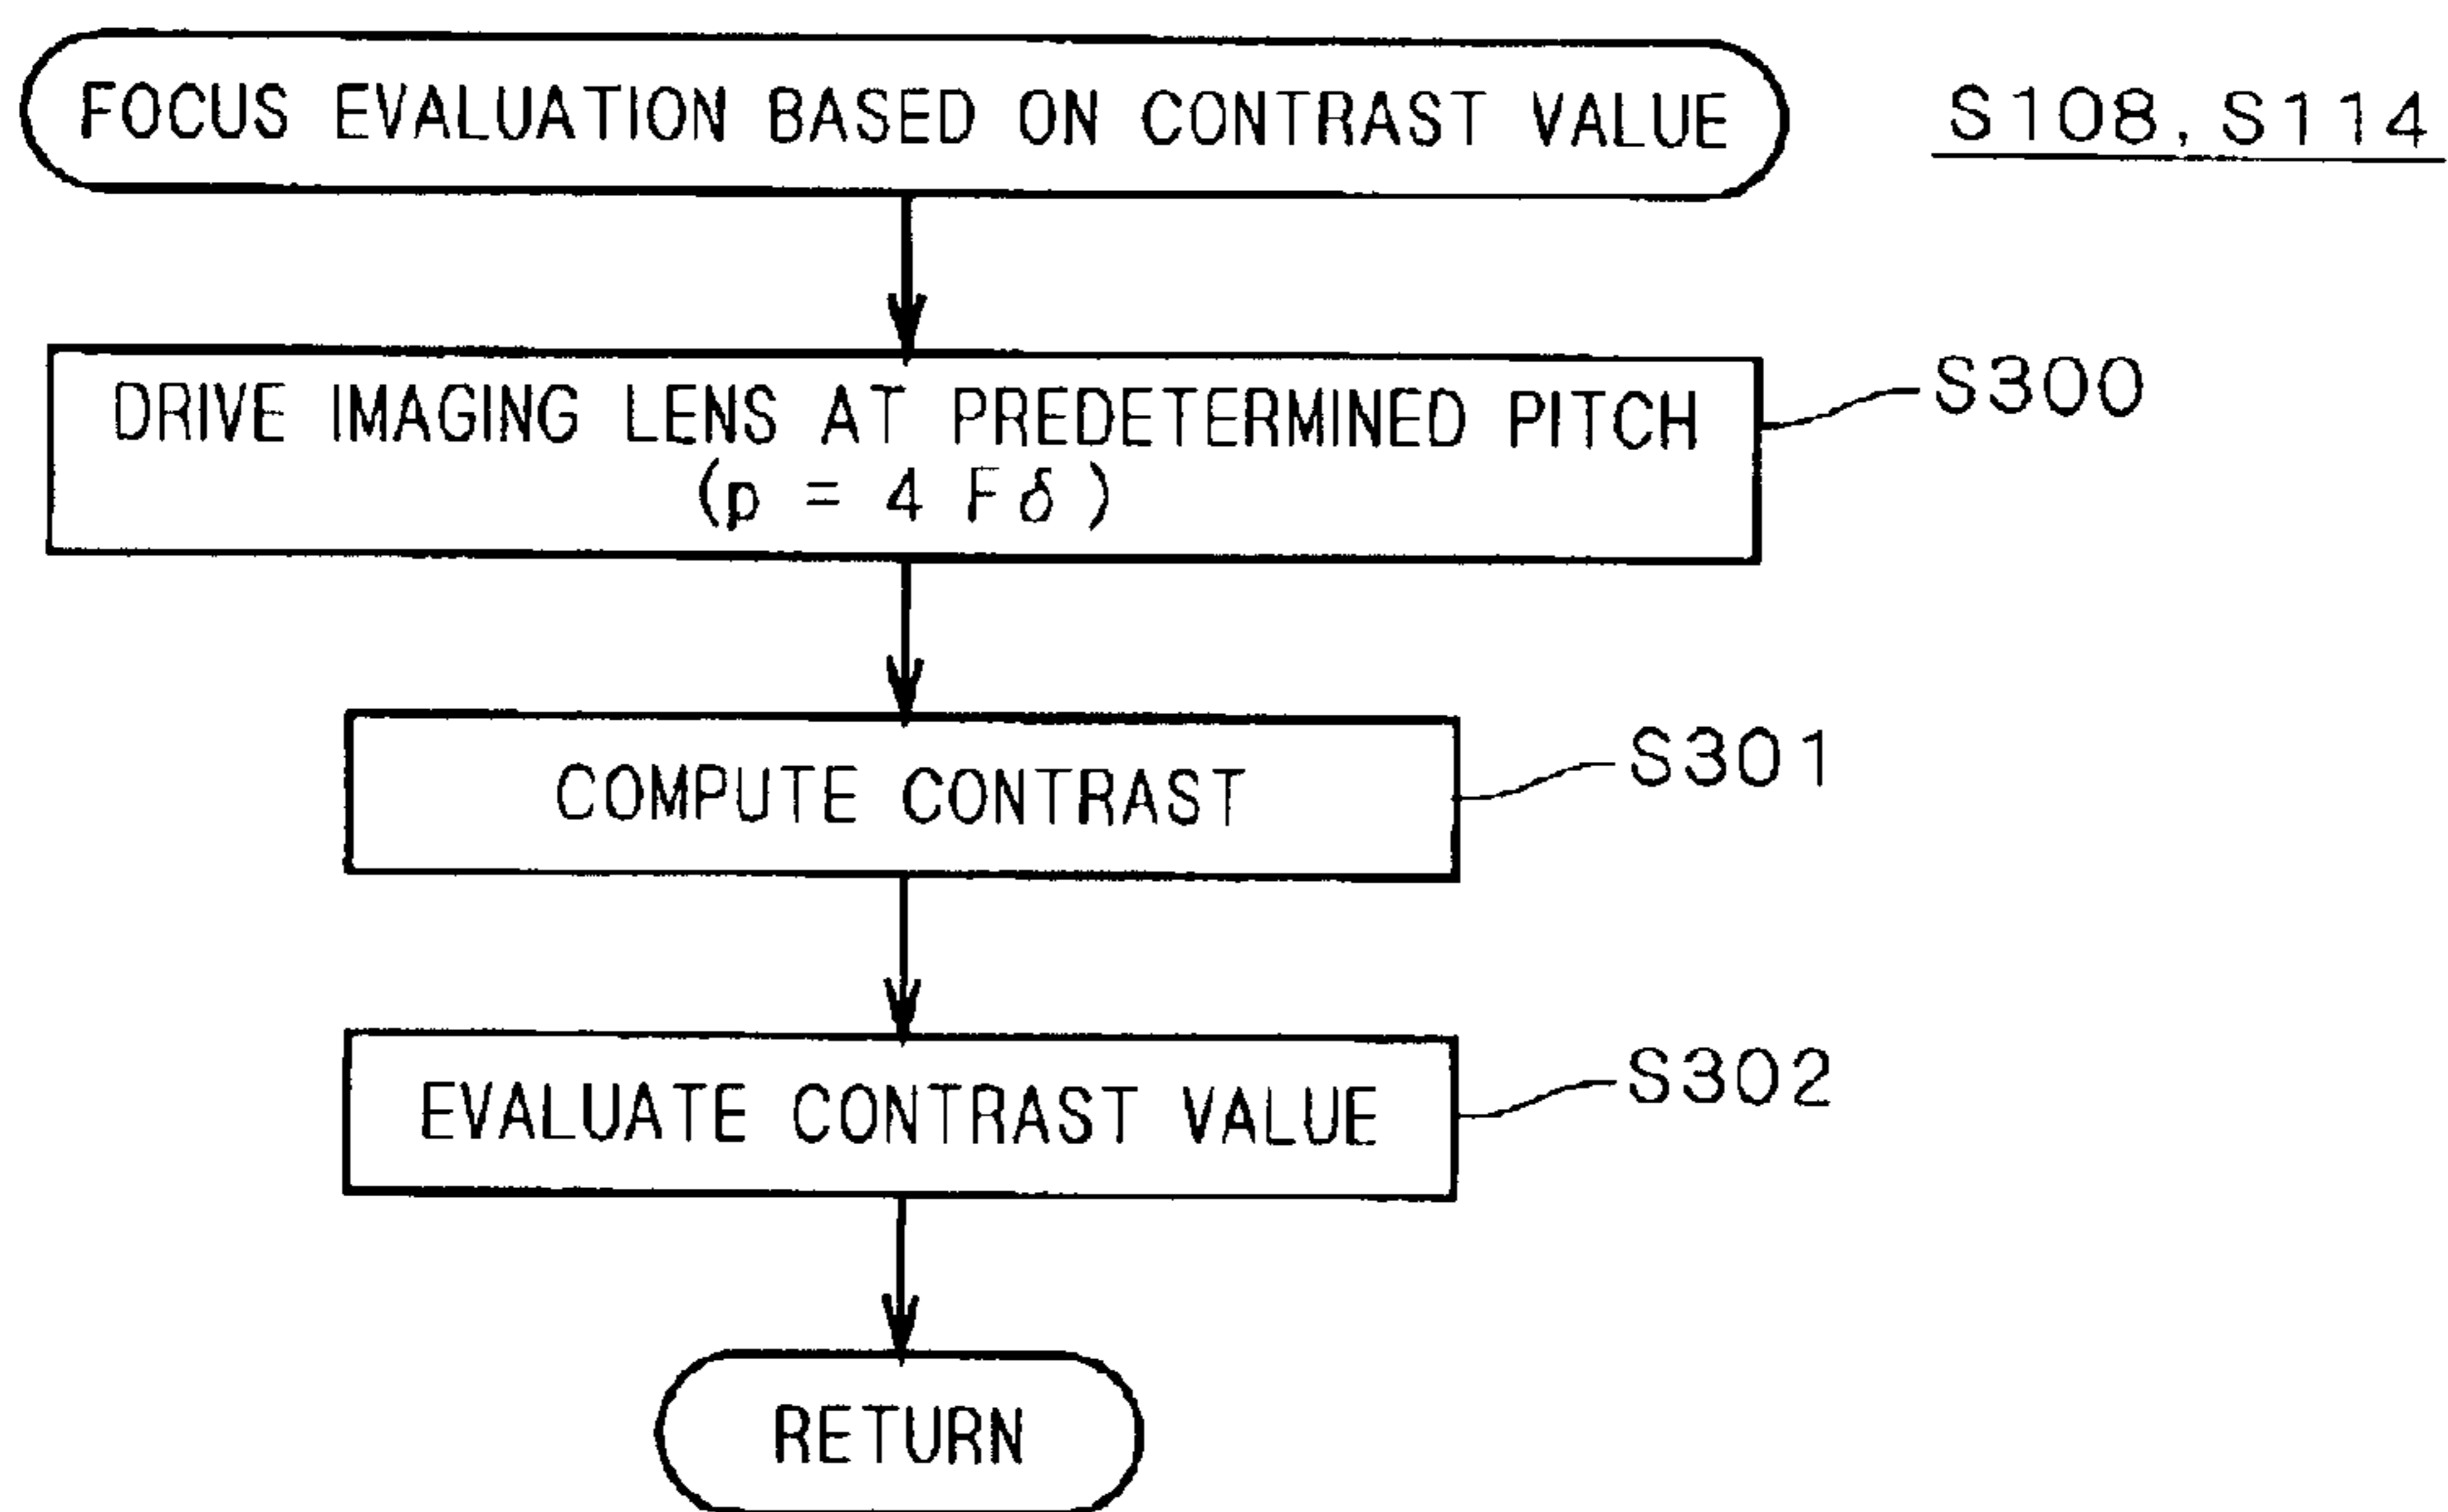 FOCUS EVALUATION BASED ON CONTRAST VALUE
S108, S114
DRIVE IMAGING LENS AT PREDETERMINED PITCH
(p = 4 F δ)
S300
COMPUTE CONTRAST
S301
EVALUATE CONTRAST VALUE
S302
RETURN